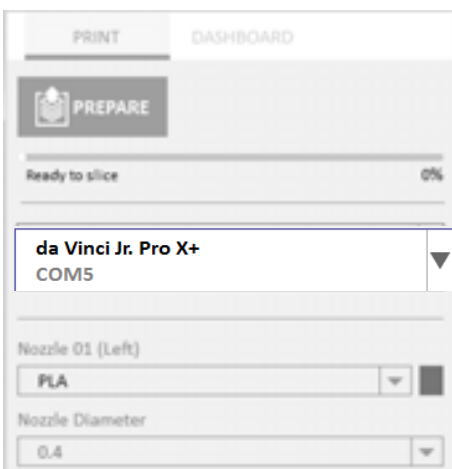 PRINT DASHBOARD
PREPARE
Ready to slice 0%
da Vinci Jr. Pro X+
COM5
Nozzle 01 (Left)
PLA
Nozzle Diameter
0.4